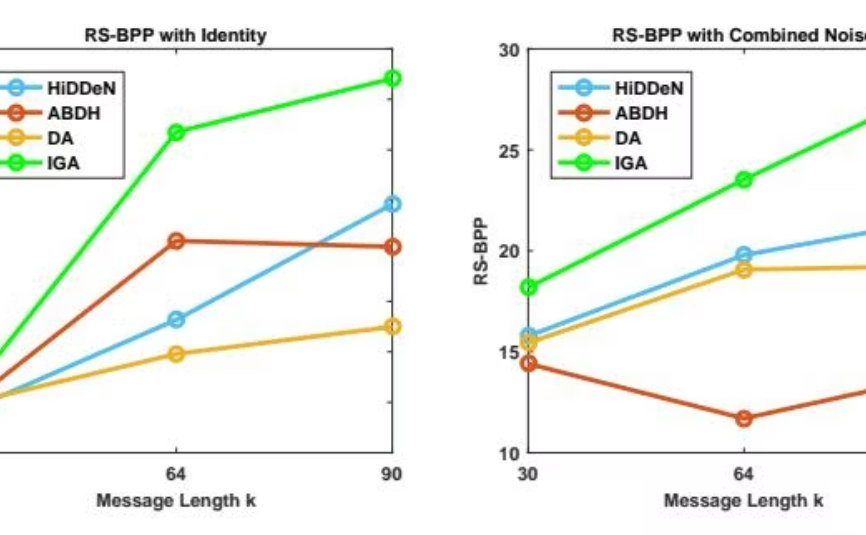 RS-BPP with Identity
HiDDeN
ABDH
DA
IGA
64
90
Message Length k
RS-BPP with Combined Nois
30
25
20
15
10
RS-BPP
HiDDeN
ABDH
DA
IGA
30
64
Message Length k